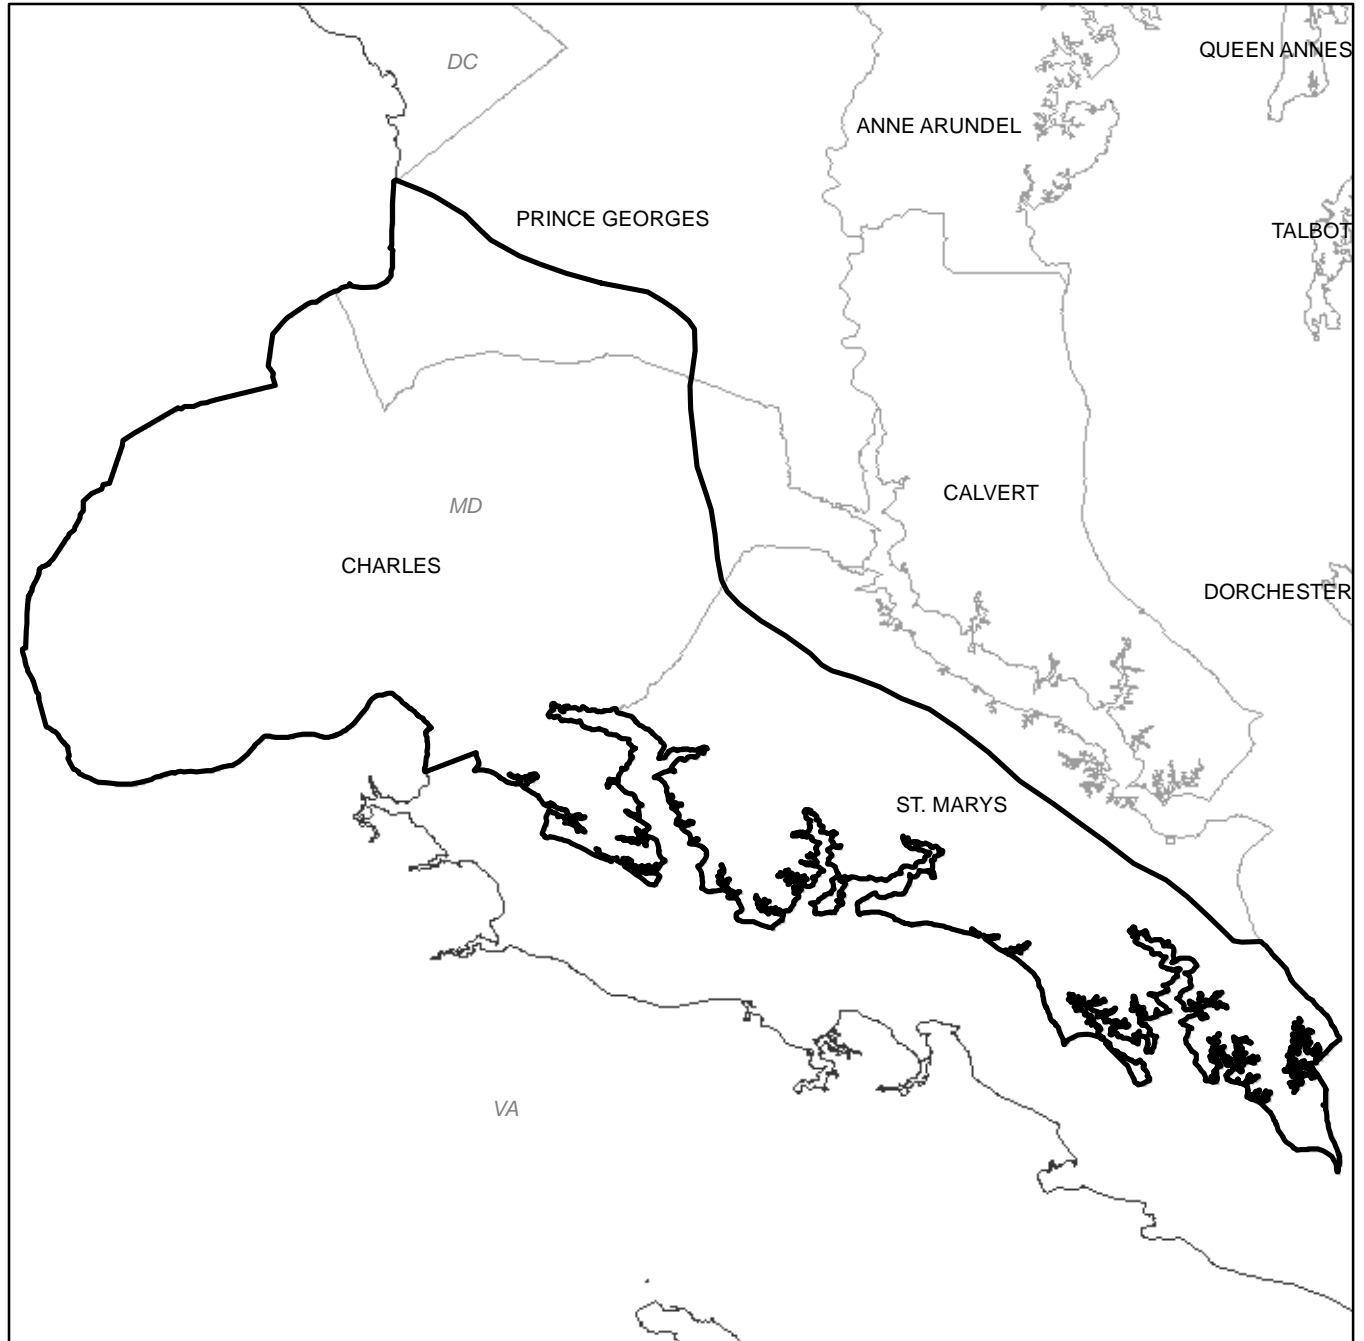 QUEEN ANNES
DC
ANNE ARUNDEL
PRINCE GEORGES
TALBOT
CALVERT
MD
CHARLES
DORCHESTER
ST. MARYS
VA